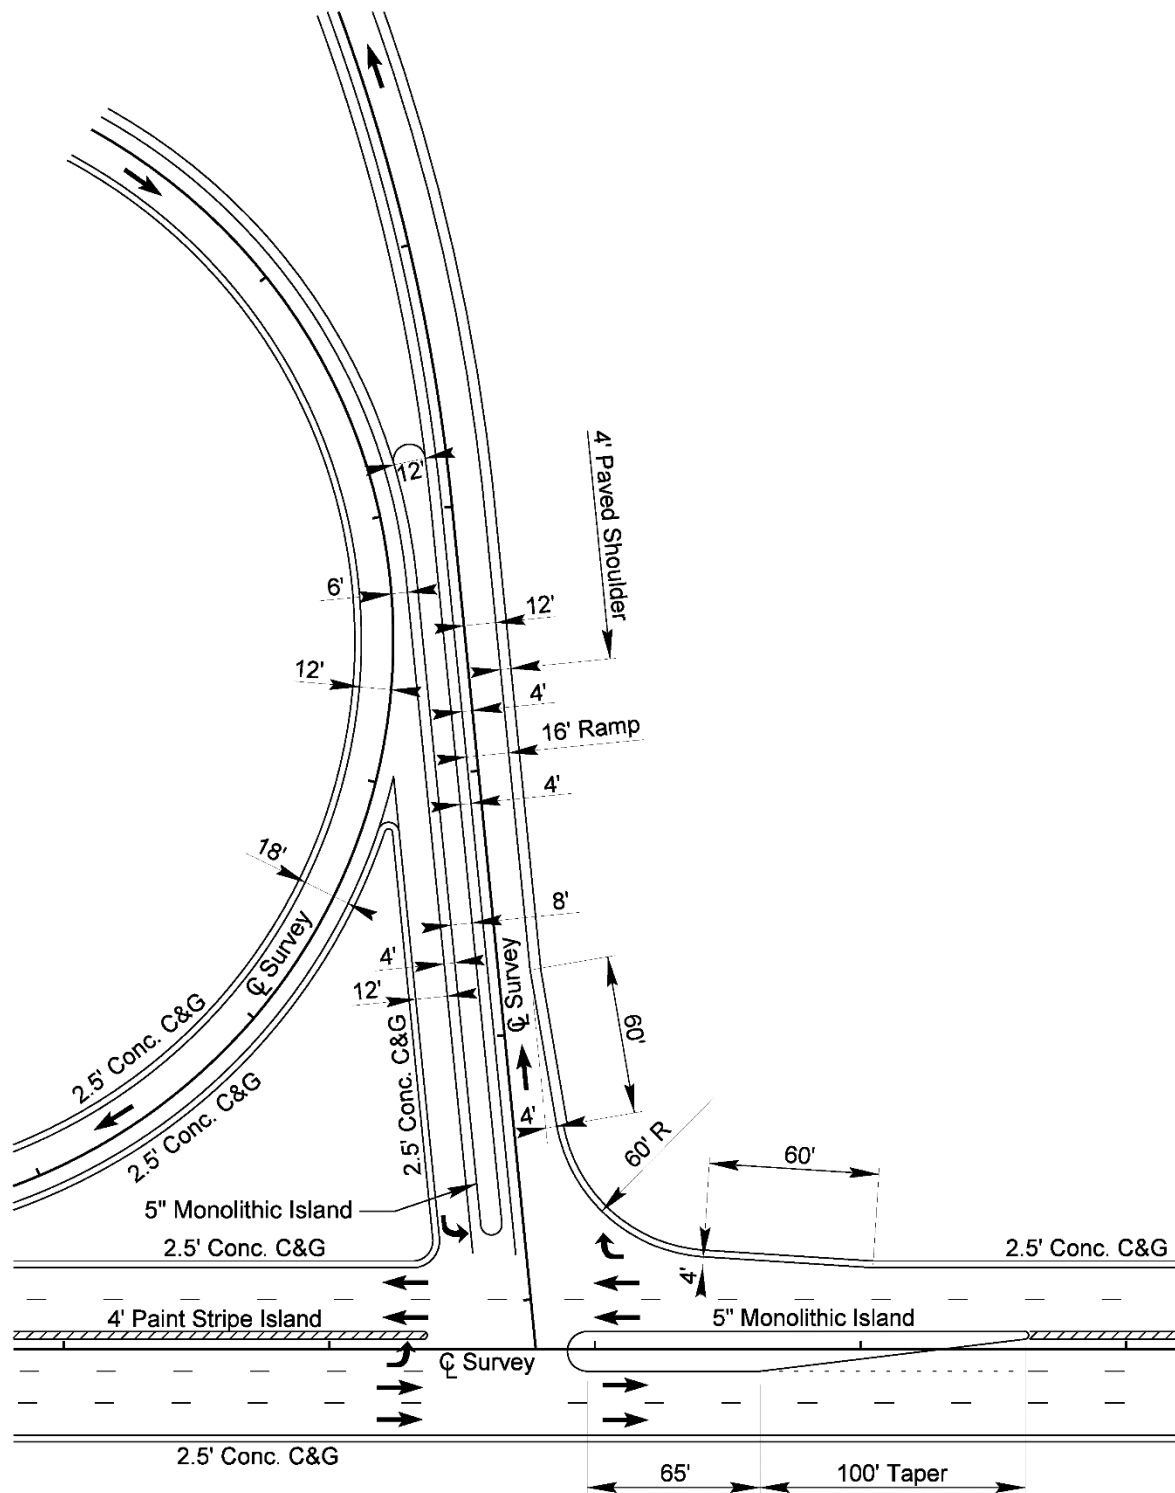 12'
4' Paved Shoulder
6'
12'
12'
4'
16' Ramp
4'
18'
8'
℄ Survey
4'
℄ Survey
12'
2.5' Conc. C&G
2.5' Conc. C&G
2.5' Conc. C&G
60'
4'
60' R
60'
5" Monolithic Island
2.5' Conc. C&G
2.5' Conc. C&G
4'
4' Paint Stripe Island
5" Monolithic Island
℄ Survey
2.5' Conc. C&G
65'
100' Taper